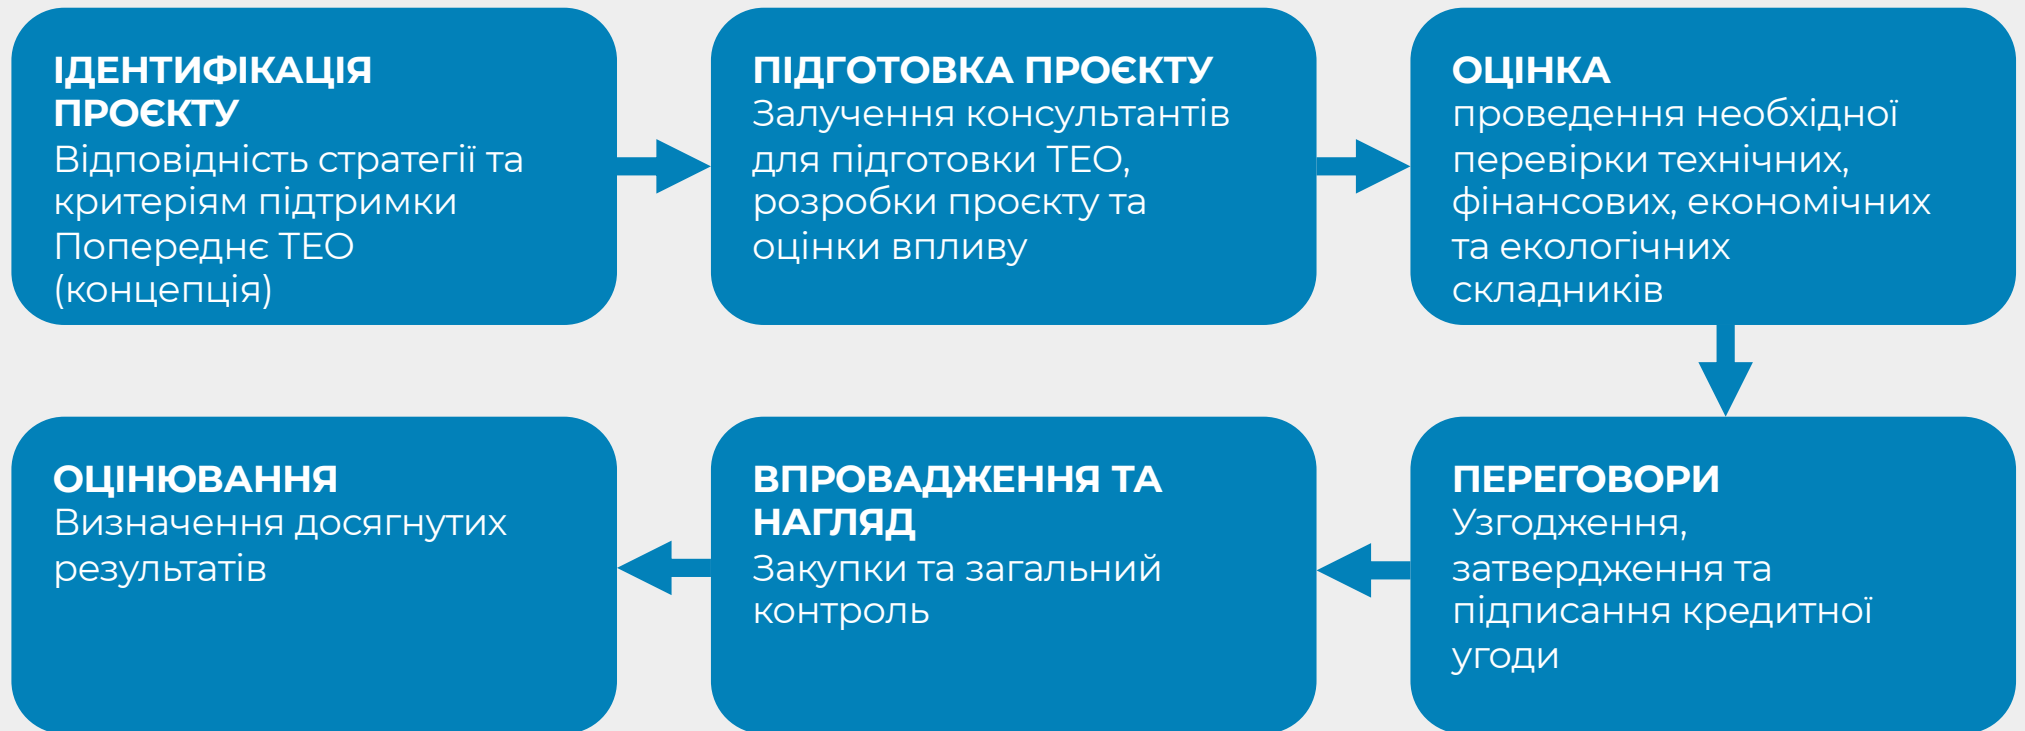 ІДЕНТИФІКАЦІЯ
ПРОЄКТУ
Відповідність стратегії та
критеріям підтримки
Попереднє ТЕО
(концепція)
ПІДГОТОВКА ПРОЄКТУ
Залучення консультантів
для підготовки ТЕО,
розробки проєкту та
оцінки впливу
ОЦІНКА
проведення необхідної
перевірки технічних,
фінансових, економічних
та екологічних
складників
ПЕРЕГОВОРИ
Узгодження,
затвердження та
підписання кредитної
угоди
ВПРОВАДЖЕННЯ ТА
НАГЛЯД
Закупки та загальний
контроль
ОЦІНЮВАННЯ
Визначення досягнутих
результатів